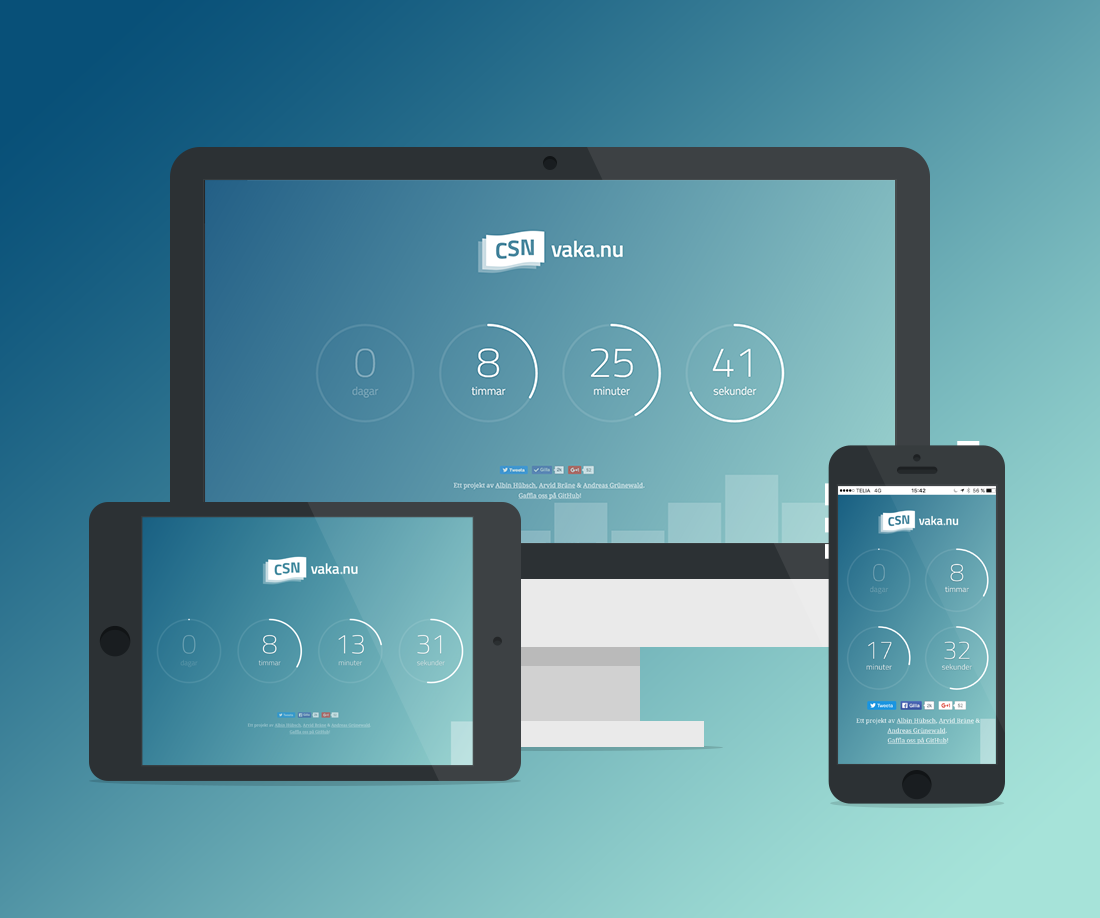 CSN vaka.nu
0 8 25 41
dagar timmar minuter sekunder
Tweeta Gilla 2k G+1 52
Ett projekt av Albin Hübsch, Arvid Bräne & Andreas Grünewald.
Gaffla oss på GitHub!
CSN vaka.nu
0 8 13 31
dagar timmar minuter sekunder
Tweeta Gilla
Ett projekt av Albin Hübsch, Arvid Bräne & Andreas Grünewald.
Gaffla oss på GitHub!
TELIA 4G 15:42 56 %
CSN vaka.nu
0 8
dagar timmar
17 32
minuter sekunder
Tweeta Gilla 2k G+1 52
Ett projekt av Albin Hübsch, Arvid Bräne &
Andreas Grünewald.
Gaffla oss på GitHub!